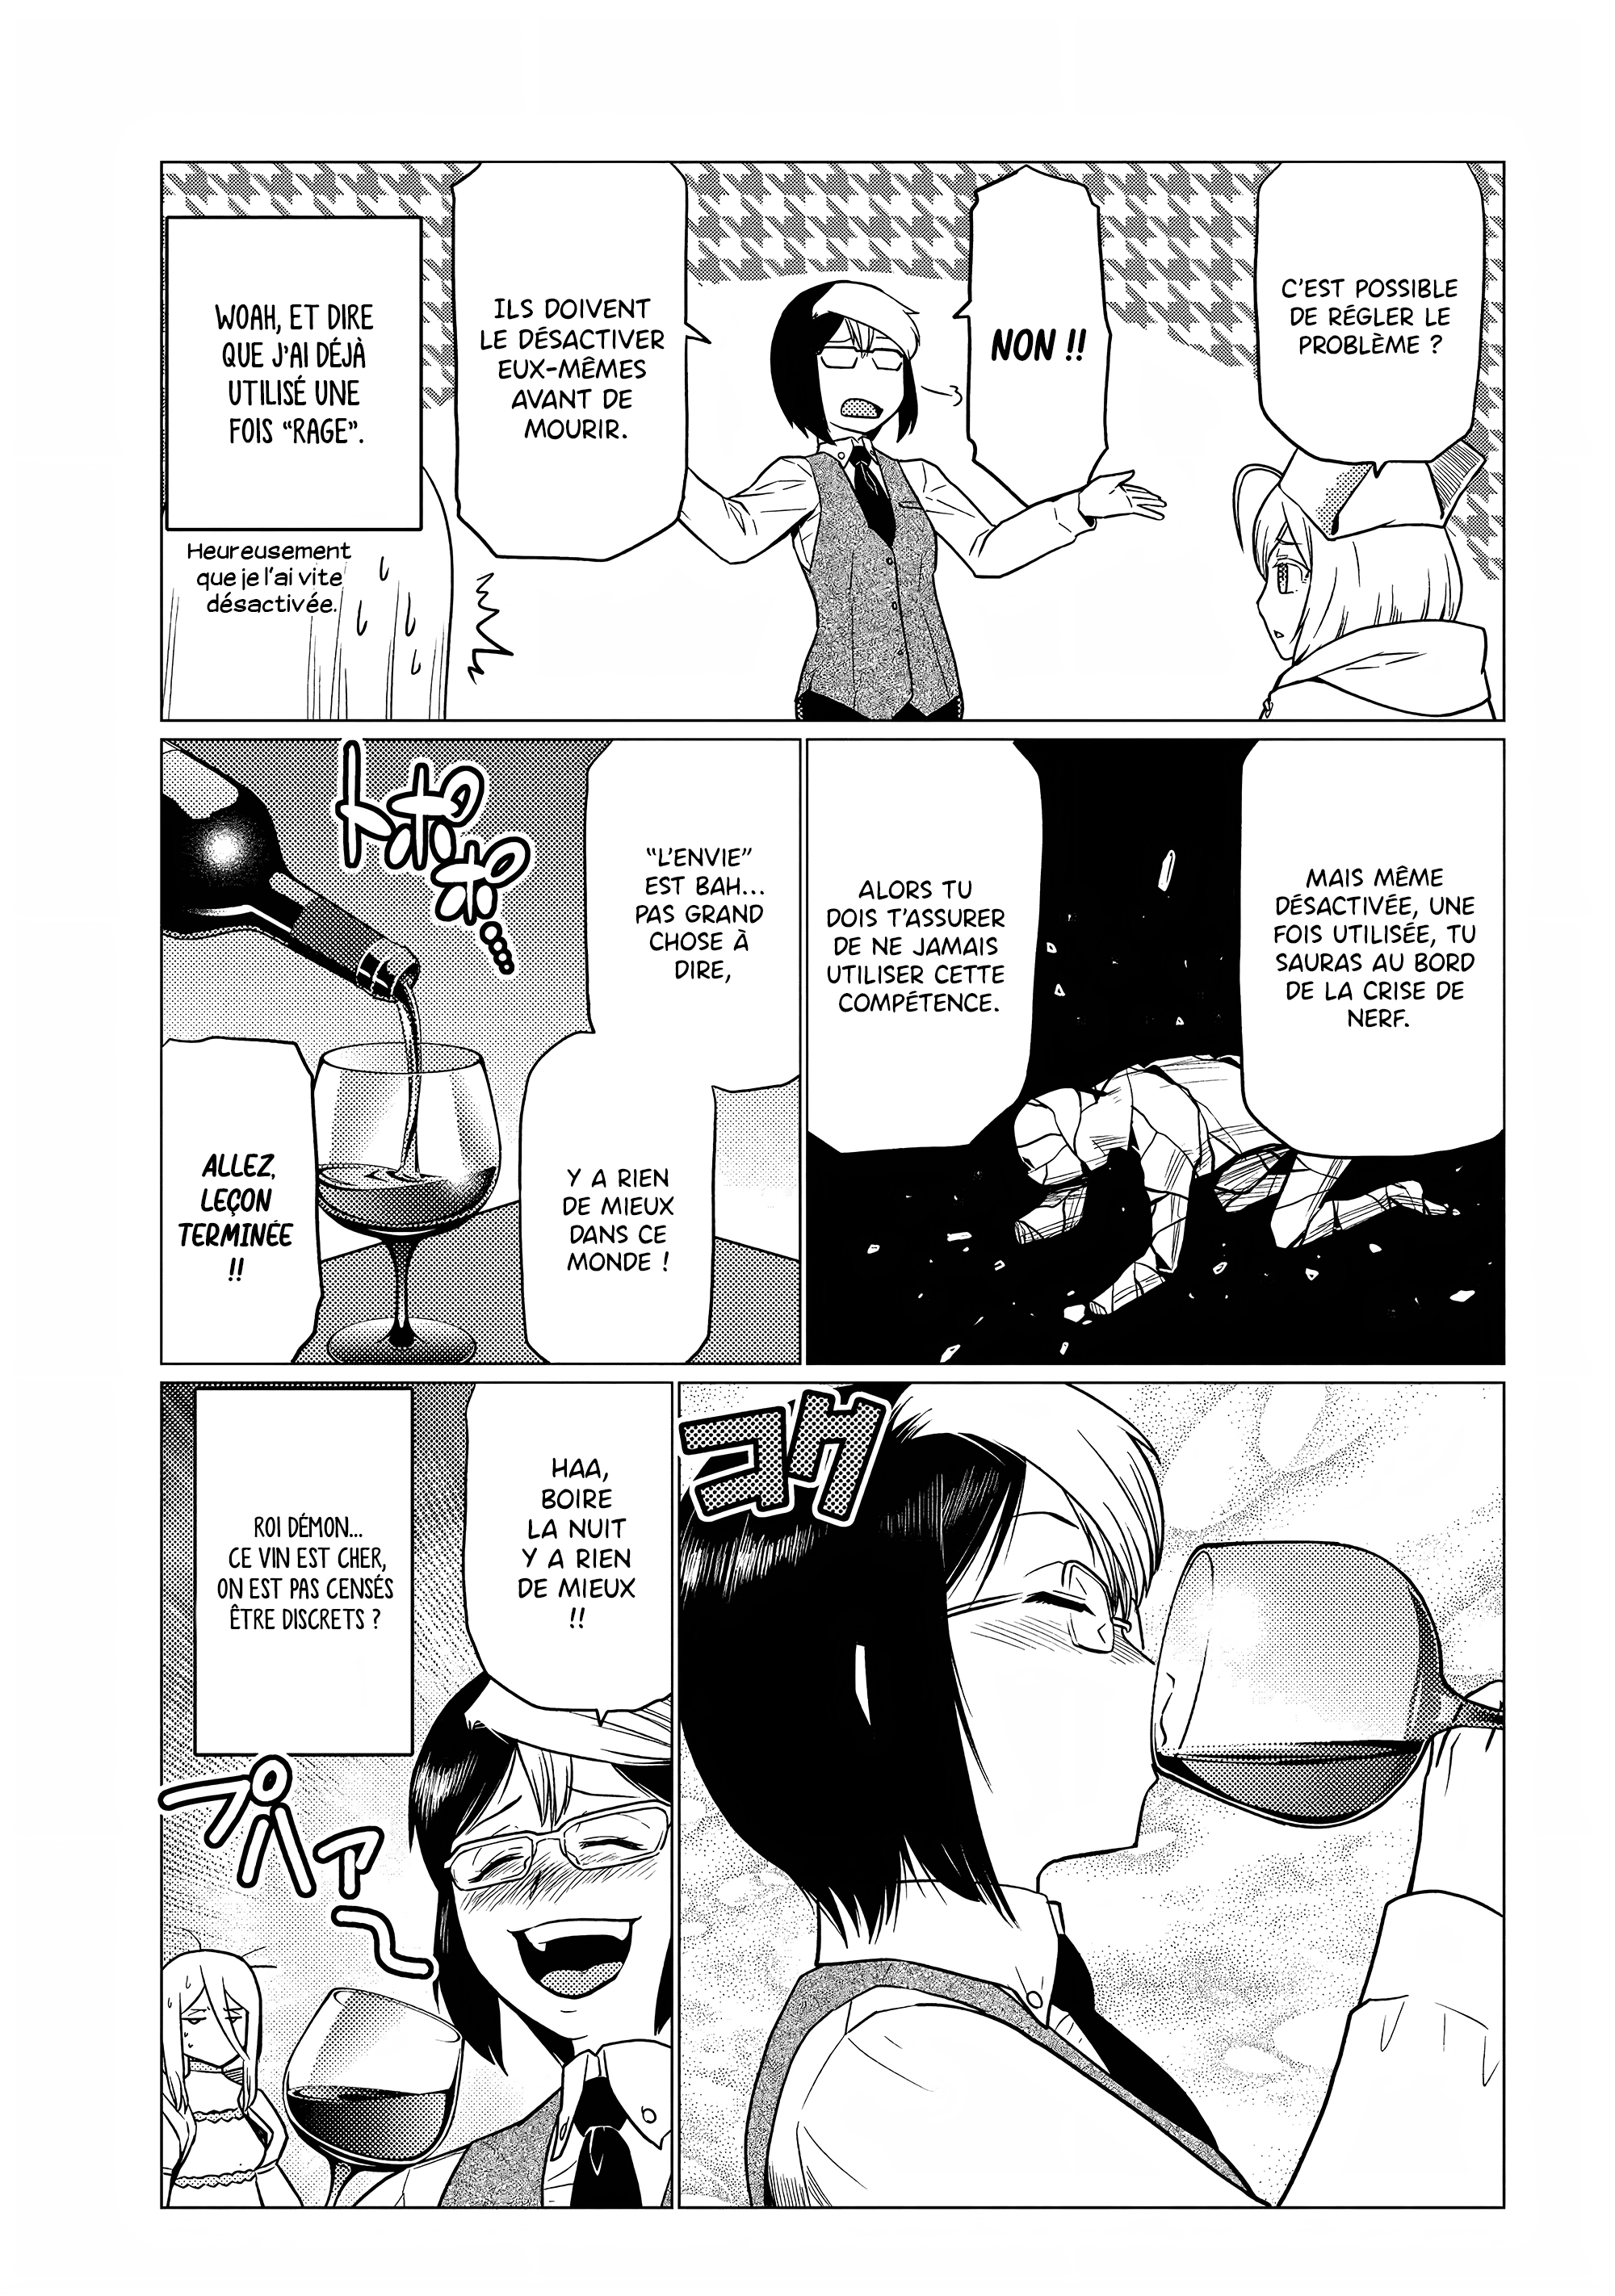 C'EST POSSIBLE
DE RÉGLER LE
PROBLÈME ?
NON !!
ILS DOIVENT
LE DÉSACTIVER
EUX-MÊMES
AVANT DE
MOURIR.
WOAH, ET DIRE
QUE J'AI DÉJÀ
UTILISÉ UNE
FOIS “RAGE”.
Heureusement
que je l'ai vite
désactivée.
MAIS MÊME
DÉSACTIVÉE, UNE
FOIS UTILISÉE, TU
SAURAS AU BORD
DE LA CRISE DE
NERF.
ALORS TU
DOIS T'ASSURER
DE NE JAMAIS
UTILISER CETTE
COMPÉTENCE.
“L'ENVIE”
EST BAH...
PAS GRAND
CHOSE À
DIRE,
トポポポポ...
Y A RIEN
DE MIEUX
DANS CE
MONDE !
ALLEZ,
LEÇON
TERMINÉE
!!
コク
HAA,
BOIRE
LA NUIT
Y A RIEN
DE MIEUX
!!
ROI DÉMON...
CE VIN EST CHER,
ON EST PAS CENSÉS
ÊTRE DISCRETS ?
プハァ〜